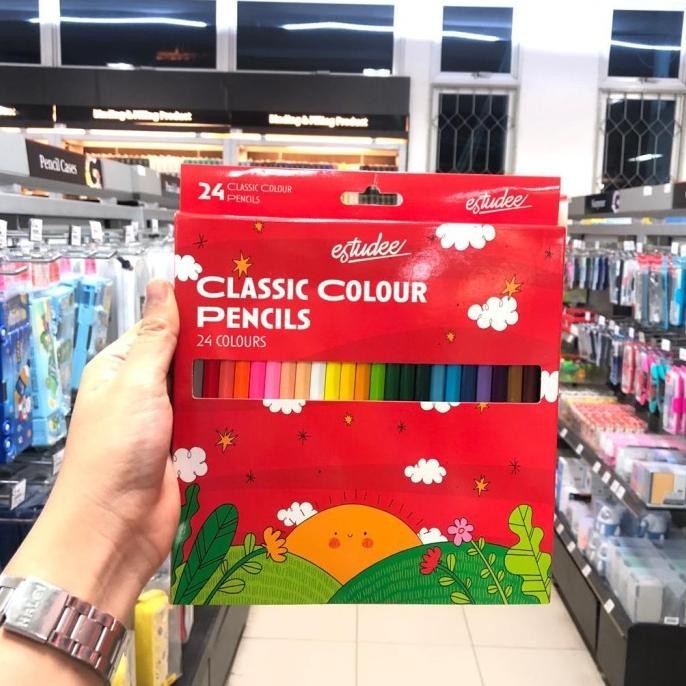 Binding & Filling Product
Binding & Filling Product
Pencil Cases
24 CLASSIC COLOUR
PENCILS
estudee
estudee
CLASSIC COLOUR
PENCILS
24 COLOURS